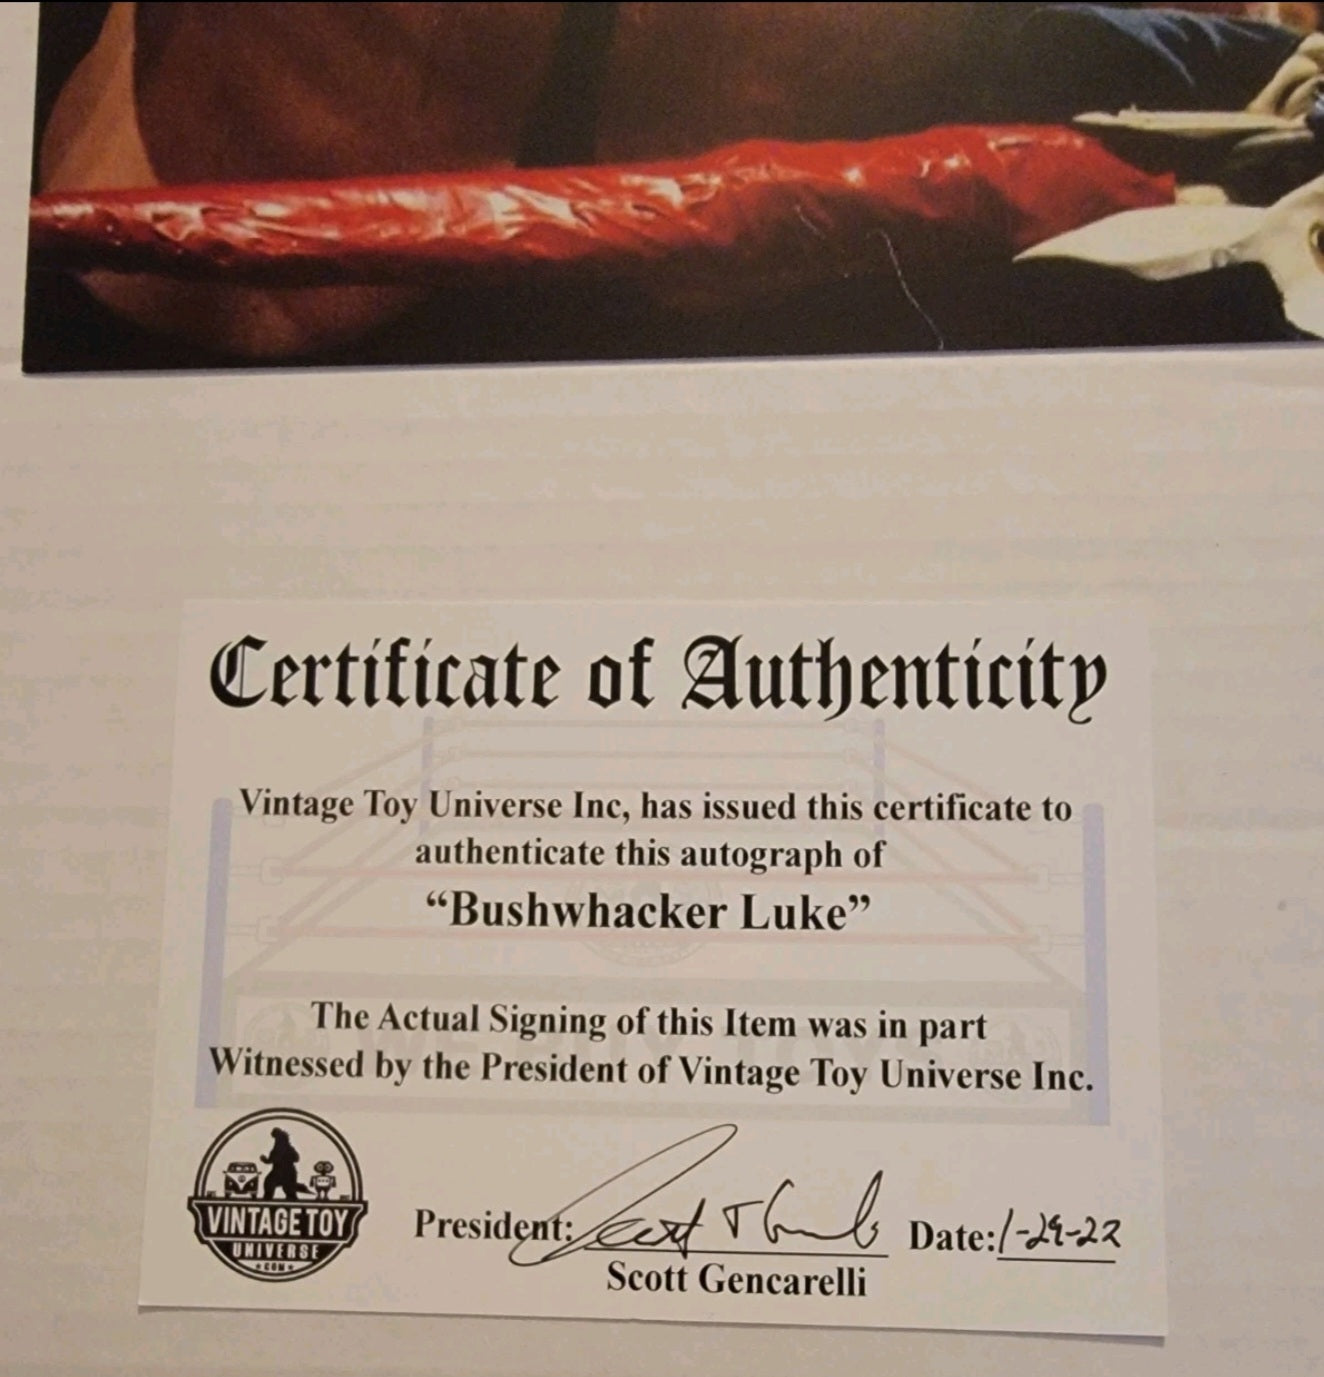 Certificate of Authenticity
Vintage Toy Universe Inc, has issued this certificate to
authenticate this autograph of
“Bushwhacker Luke”
The Actual Signing of this Item was in part
Witnessed by the President of Vintage Toy Universe Inc.
VINTAGE TOY
UNIVERSE
.COM
President:
Date: 1-29-22
Scott Gencarelli